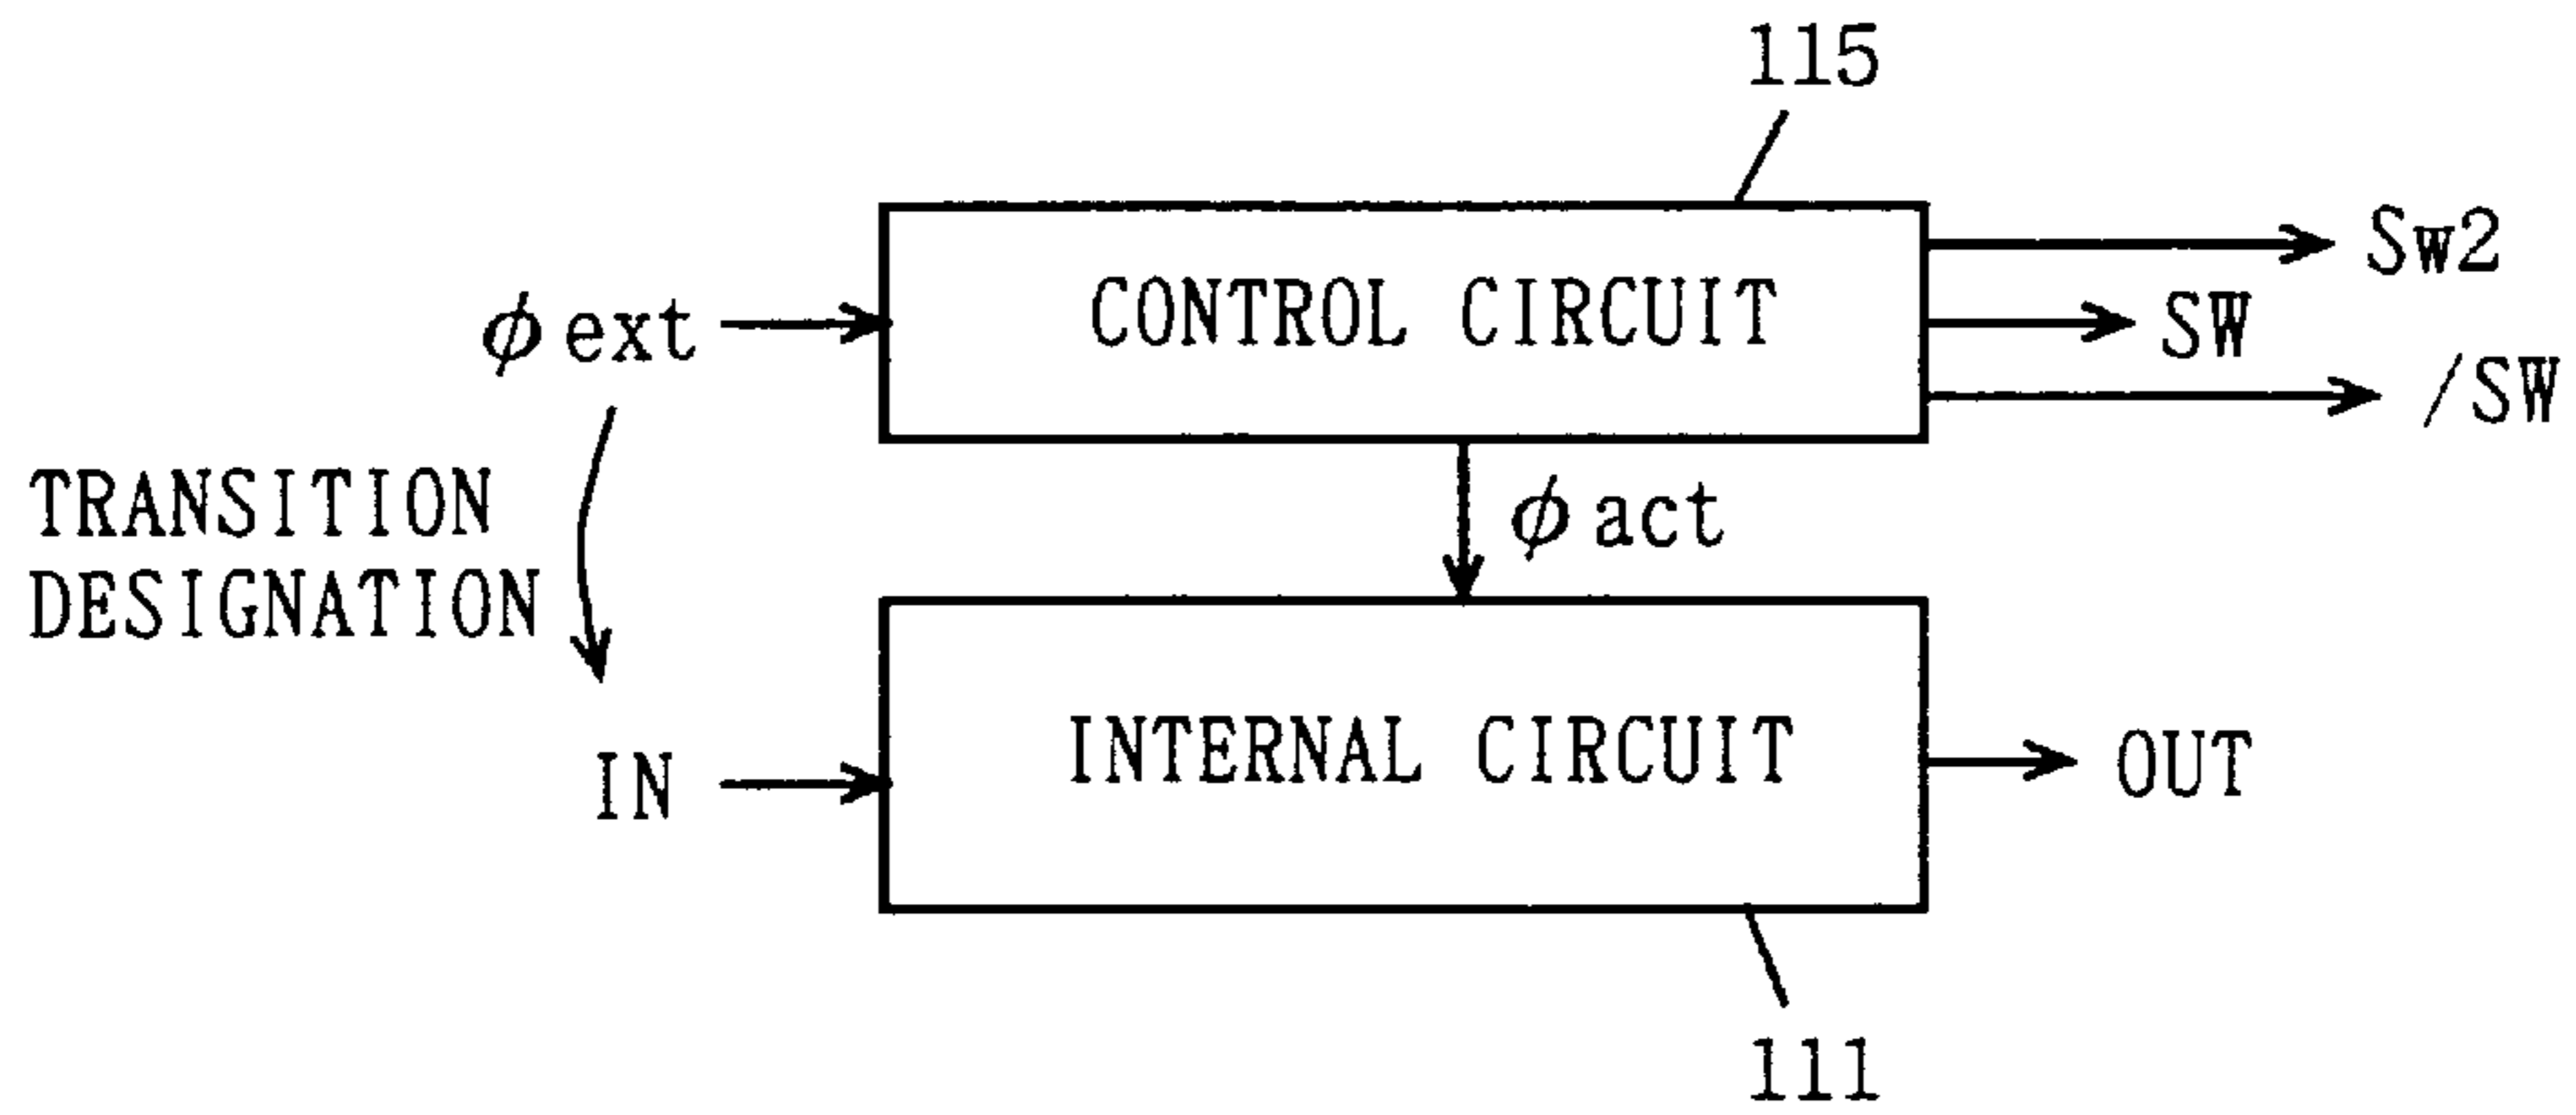 115
Sw2
CONTROL CIRCUIT
φext
SW
/SW
TRANSITION
DESIGNATION
φact
INTERNAL CIRCUIT
IN
OUT
111